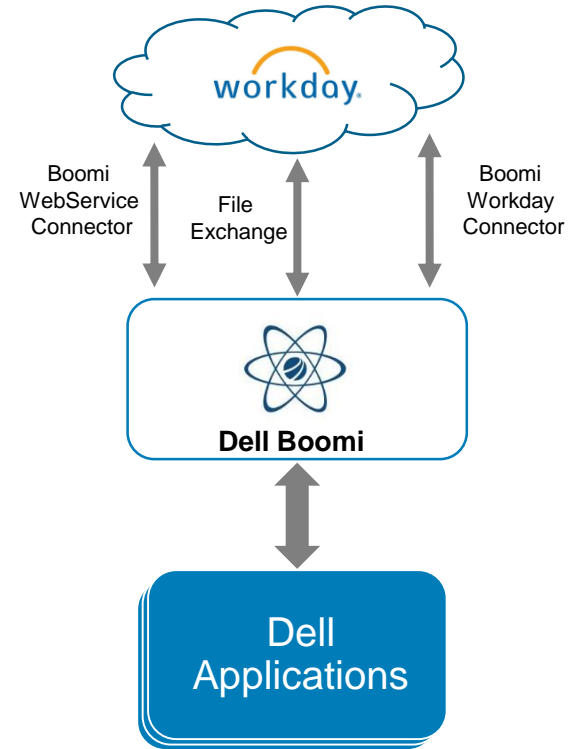 workday.
Boomi
WebService
Connector
File
Exchange
Boomi
Workday
Connector
Dell Boomi
Dell
Applications